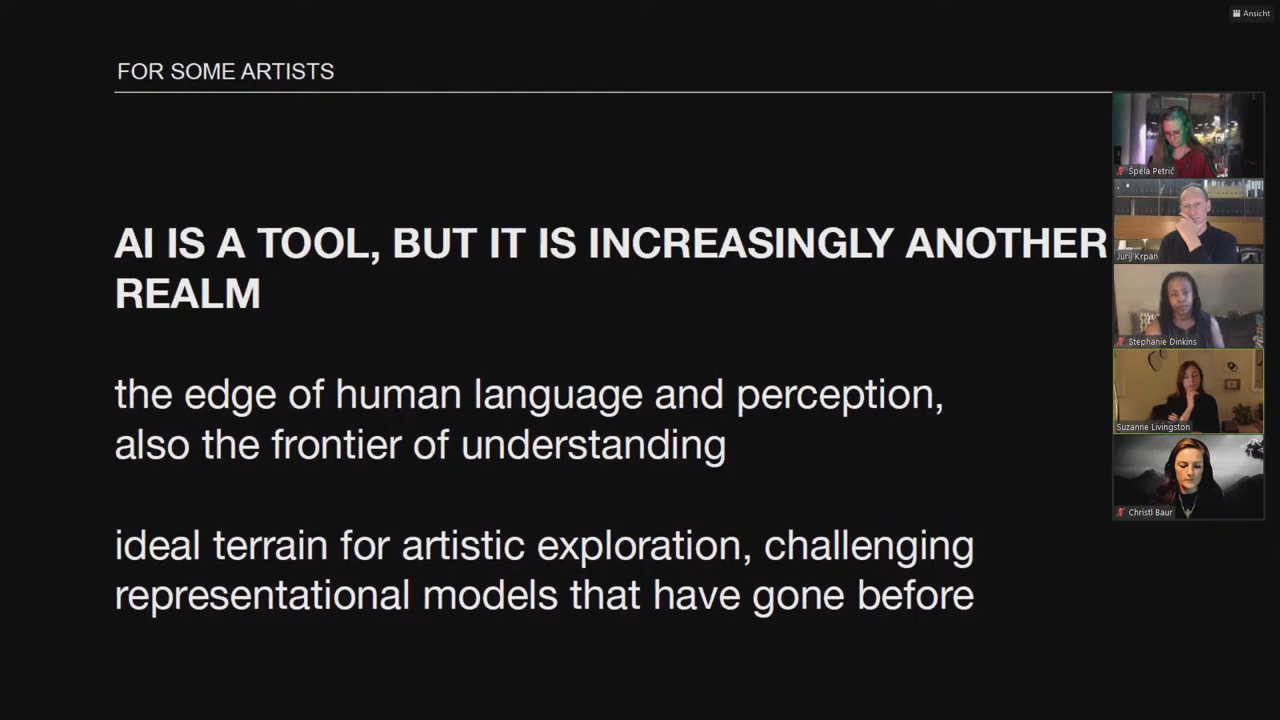 Ansicht
FOR SOME ARTISTS
AI IS A TOOL, BUT IT IS INCREASINGLY ANOTHER
REALM
the edge of human language and perception,
also the frontier of understanding
ideal terrain for artistic exploration, challenging
representational models that have gone before
Špela Petrič
Jurij Krpan
Stephanie Dinkins
Suzanne Livingston
Christl Baur